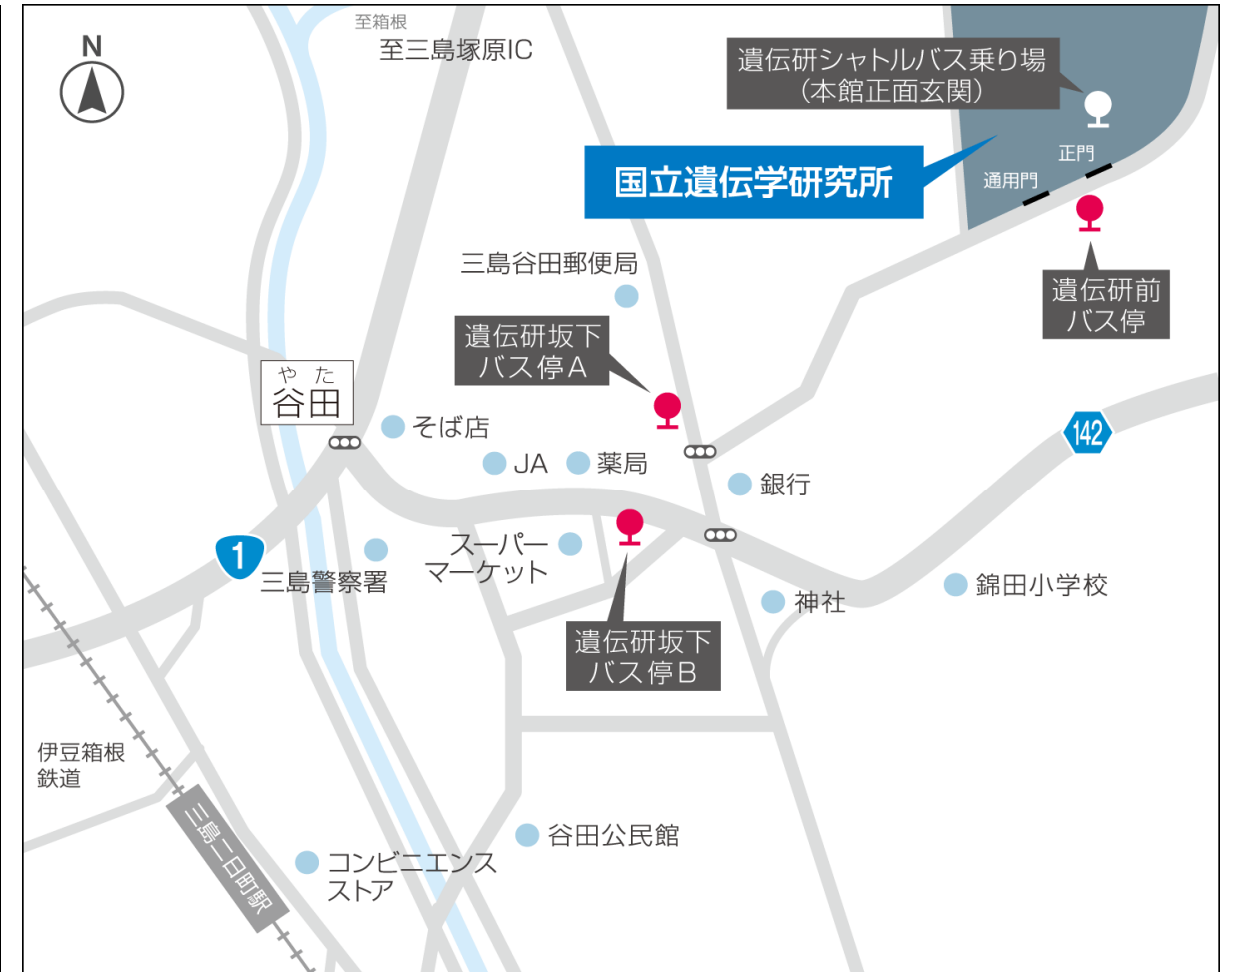 至箱根
至三島塚原IC
N
遺伝研シャトルバス乗り場
(本館正面玄関)
正門
国立遺伝学研究所
通用門
三島谷田郵便局
遺伝研前
バス停
遺伝研坂下
バス停A
やた
谷田
そば店
142
JA
薬局
銀行
1
スーパー
マーケット
三島警察署
錦田小学校
神社
遺伝研坂下
バス停B
伊豆箱根
鉄道
三島二日町駅
谷田公民館
コンビニエンス
ストア